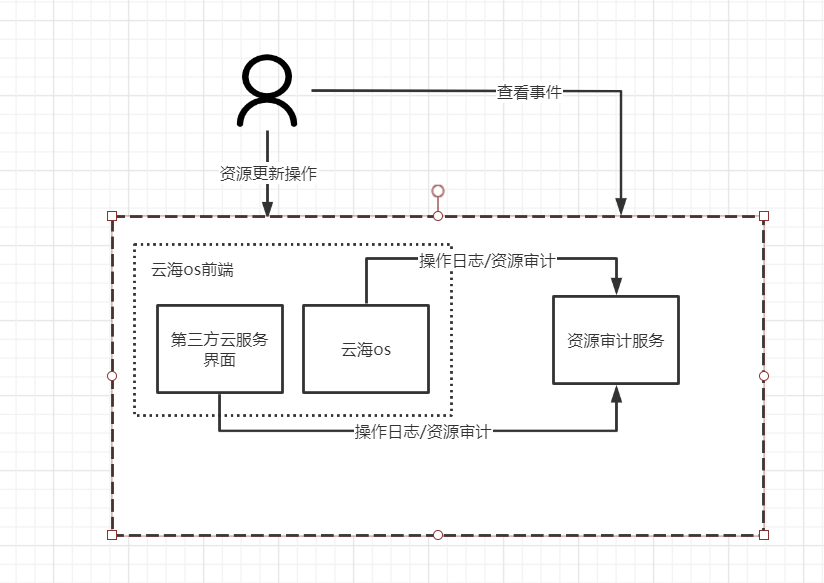 查看事件
资源更新操作
操作日志/资源审计
云海os前端
第三方云服务
界面
云海os
资源审计服务
操作日志/资源审计